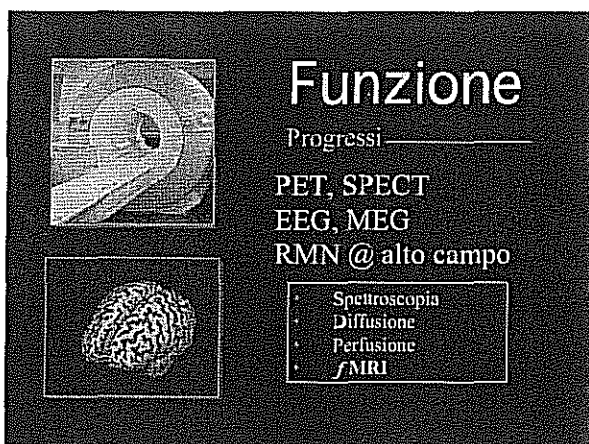 Funzione
Progressi
PET, SPECT
EEG, MEG
RMN @ alto campo
· Spettroscopia
· Diffusione
· Perfusione
· fMRI